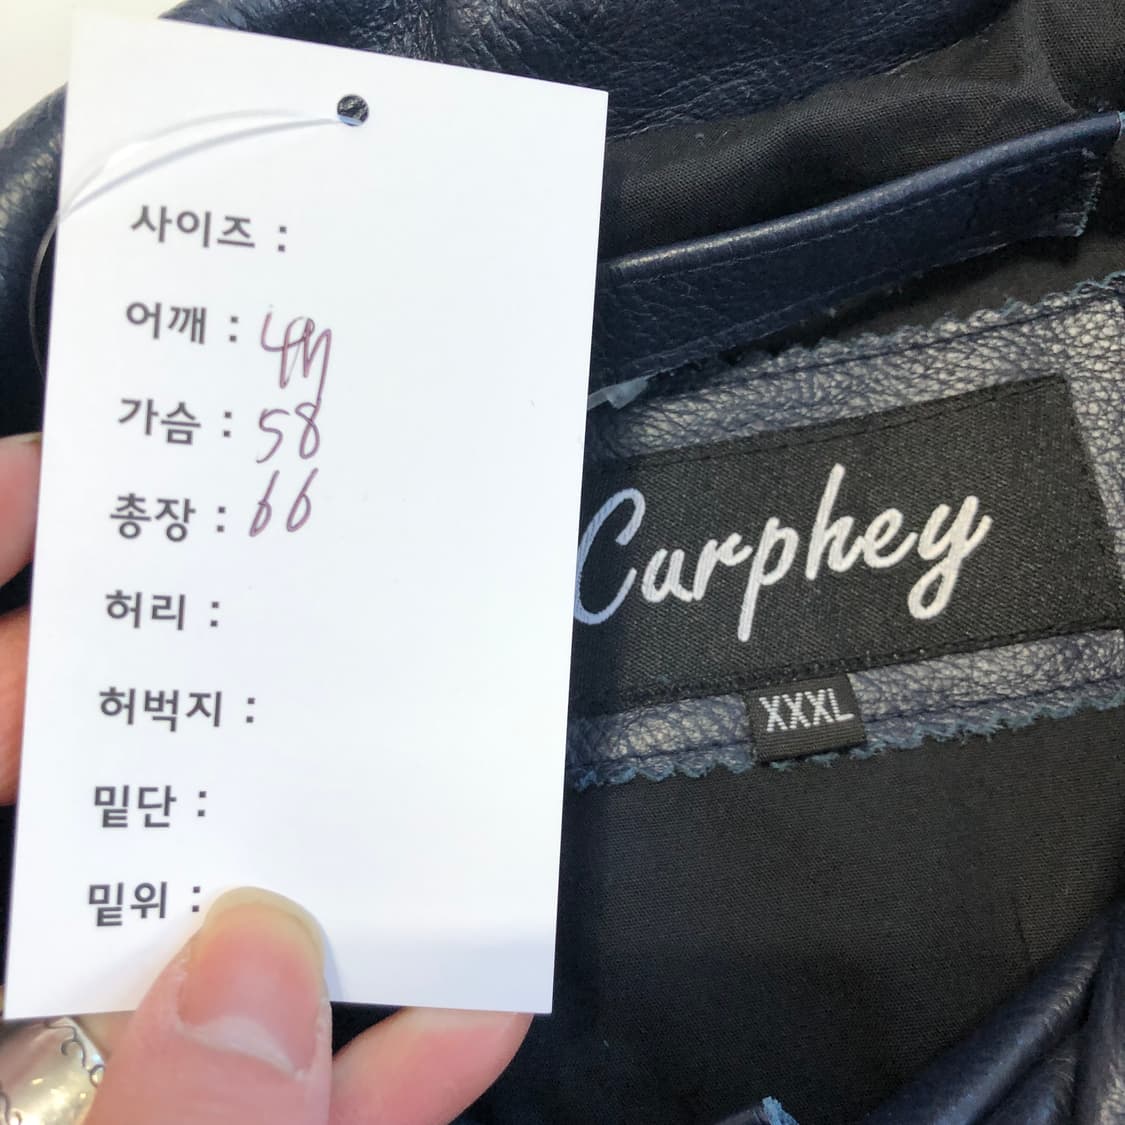 사이즈 :
어깨 : 49
가슴 : 58
총장 : 66
허리 :
허벅지 :
밑단 :
밑위 :
Curphey
XXXL